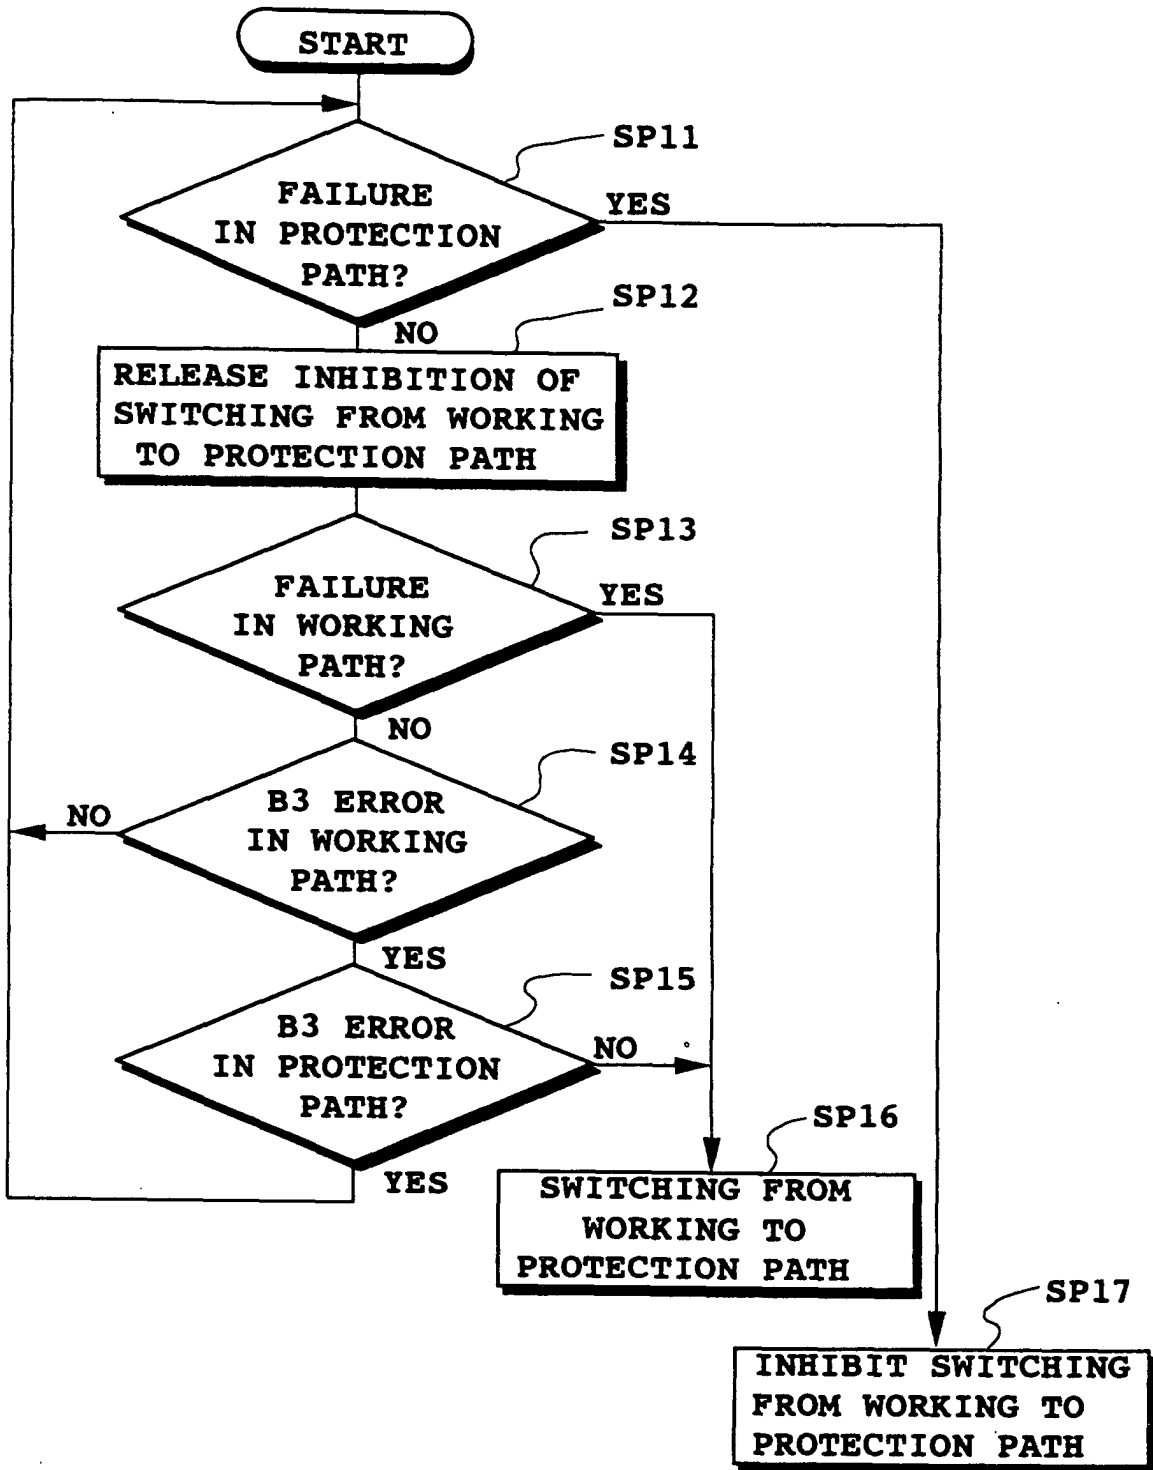 START
SP11
FAILURE
IN PROTECTION
PATH?
YES
SP12
NO
RELEASE INHIBITION OF
SWITCHING FROM WORKING
TO PROTECTION PATH
SP13
FAILURE
IN WORKING
PATH?
YES
NO
SP14
B3 ERROR
IN WORKING
PATH?
NO
YES
SP15
B3 ERROR
IN PROTECTION
PATH?
NO
YES
SP16
SWITCHING FROM
WORKING TO
PROTECTION PATH
SP17
INHIBIT SWITCHING
FROM WORKING TO
PROTECTION PATH